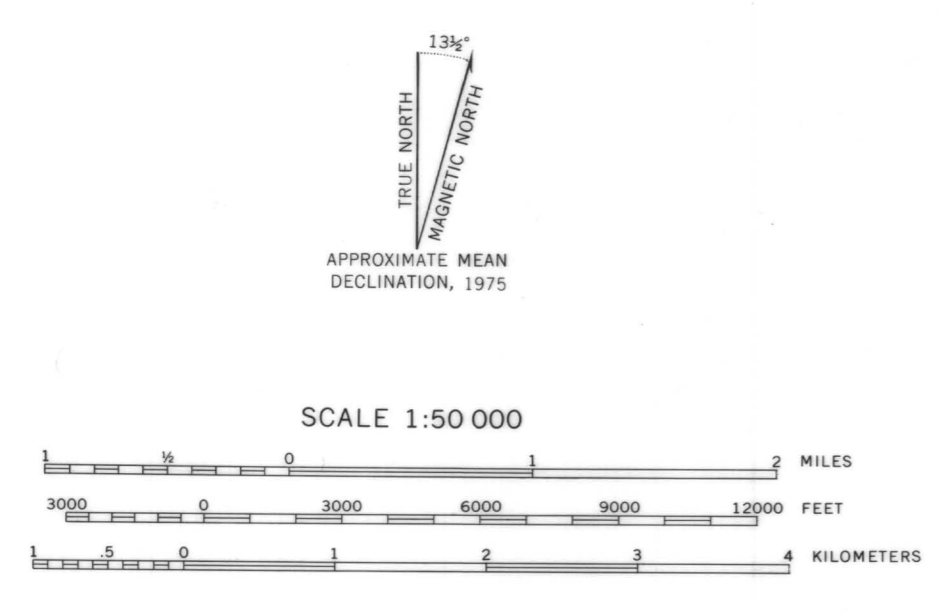 13½°
TRUE NORTH
MAGNETIC NORTH
APPROXIMATE MEAN
DECLINATION, 1975
SCALE 1:50 000
1 ½ 0 1 2 MILES
3000 0 3000 6000 9000 12000 FEET
1 .5 0 1 2 3 4 KILOMETERS